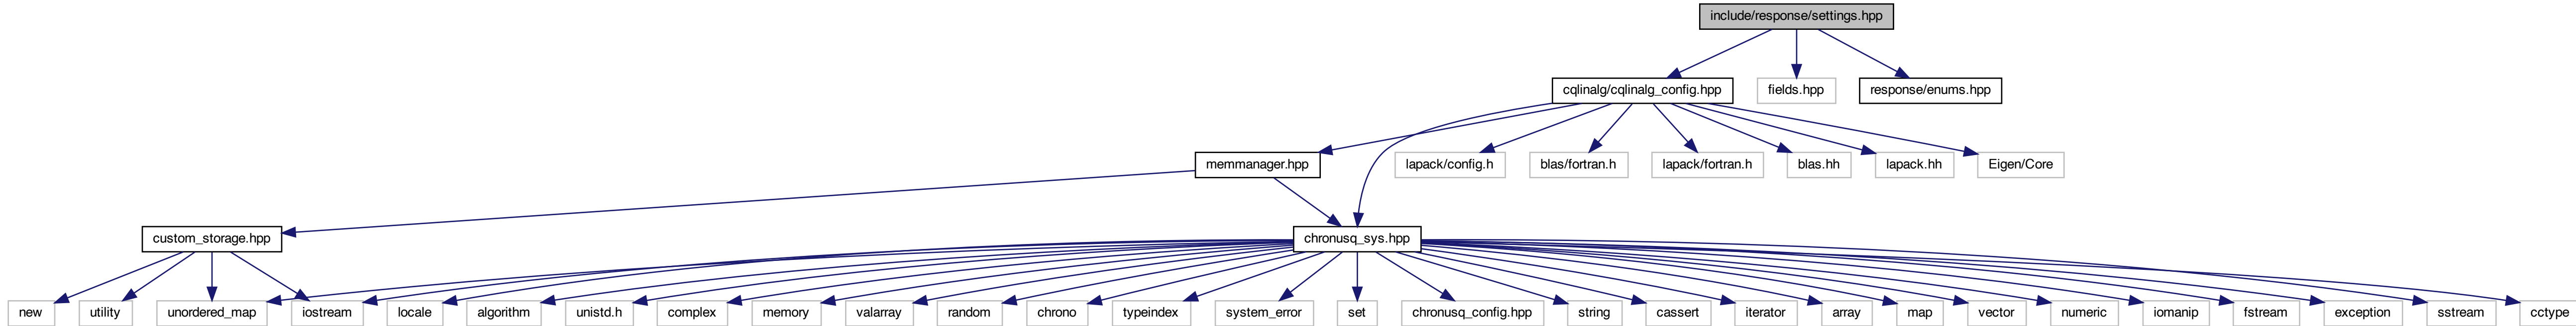 include/response/settings.hpp
cqlinalg/cqlinalg_config.hpp
fields.hpp
response/enums.hpp
memmanager.hpp
lapack/config.h
blas/fortran.h
lapack/fortran.h
blas.hh
lapack.hh
Eigen/Core
custom_storage.hpp
chronusq_sys.hpp
new
utility
unordered_map
iostream
locale
algorithm
unistd.h
complex
memory
valarray
random
chrono
typeindex
system_error
set
chronusq_config.hpp
string
cassert
iterator
array
map
vector
numeric
iomanip
fstream
exception
sstream
cctype